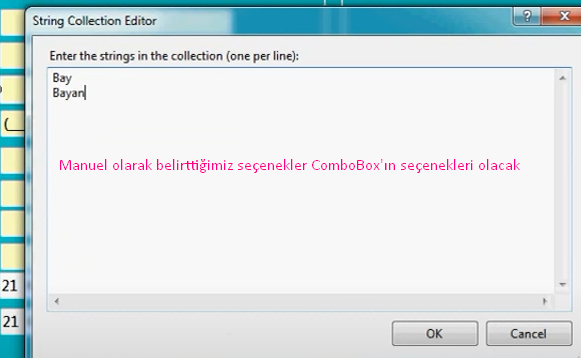 String Collection Editor
?
Enter the strings in the collection (one per line):
Bay
Bayan
(__
Manuel olarak belirttiğimiz seçenekler ComboBox'ın seçenekleri olacak
21
21
OK
Cancel